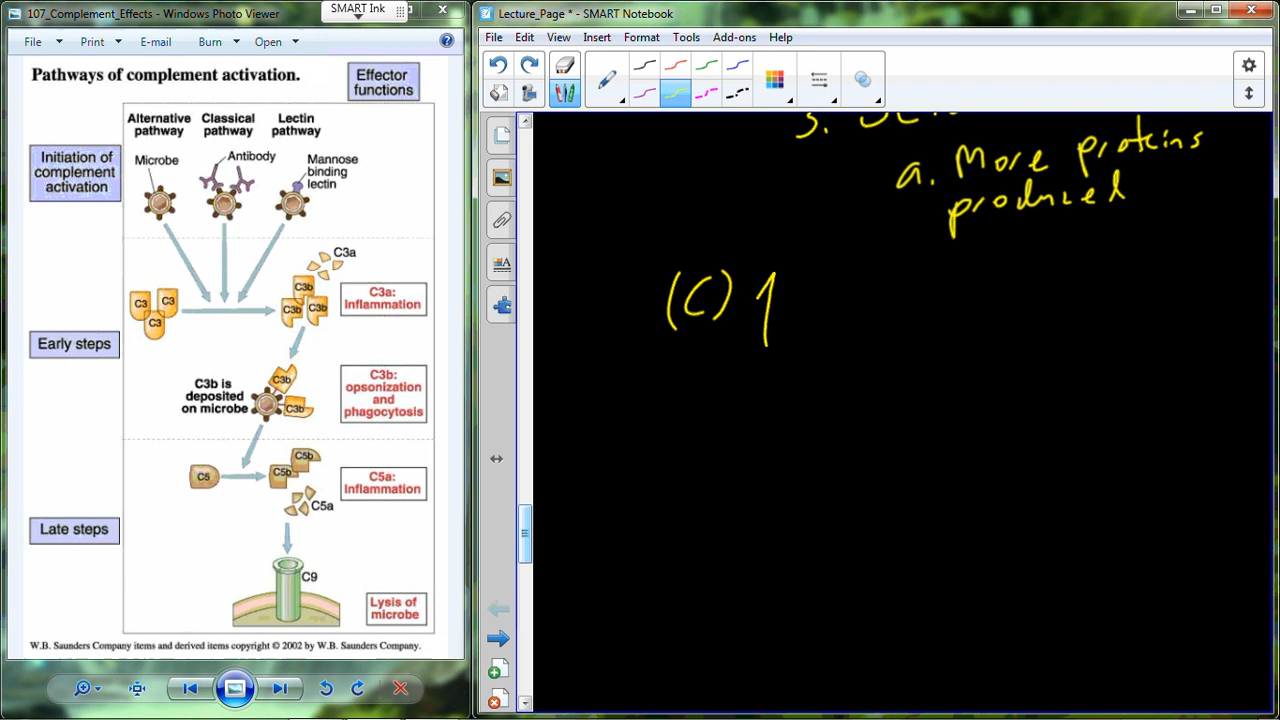 107_Complement_Effects - Windows Photo Viewer
SMART Ink
File Print E-mail Burn Open
Pathways of complement activation.
Effector
functions
Alternative
pathway
Classical
pathway
Lectin
pathway
Initiation of
complement
activation
Microbe
Antibody
Mannose
binding
lectin
C3a
C3b
C3 C3
C3
C3b C3b
C3a:
Inflammation
Early steps
C3b is
deposited
on microbe
C3b
C3b
C3b:
opsonization
and
phagocytosis
C5
C5b
C5b
C5a
C5a:
Inflammation
Late steps
C9
Lysis of
microbe
W.B. Saunders Company items and derived items copyright © 2002 by W.B. Saunders Company.
Lecture_Page * - SMART Notebook
File Edit View Insert Format Tools Add-ons Help
3.
a. More proteins
produced
(C)